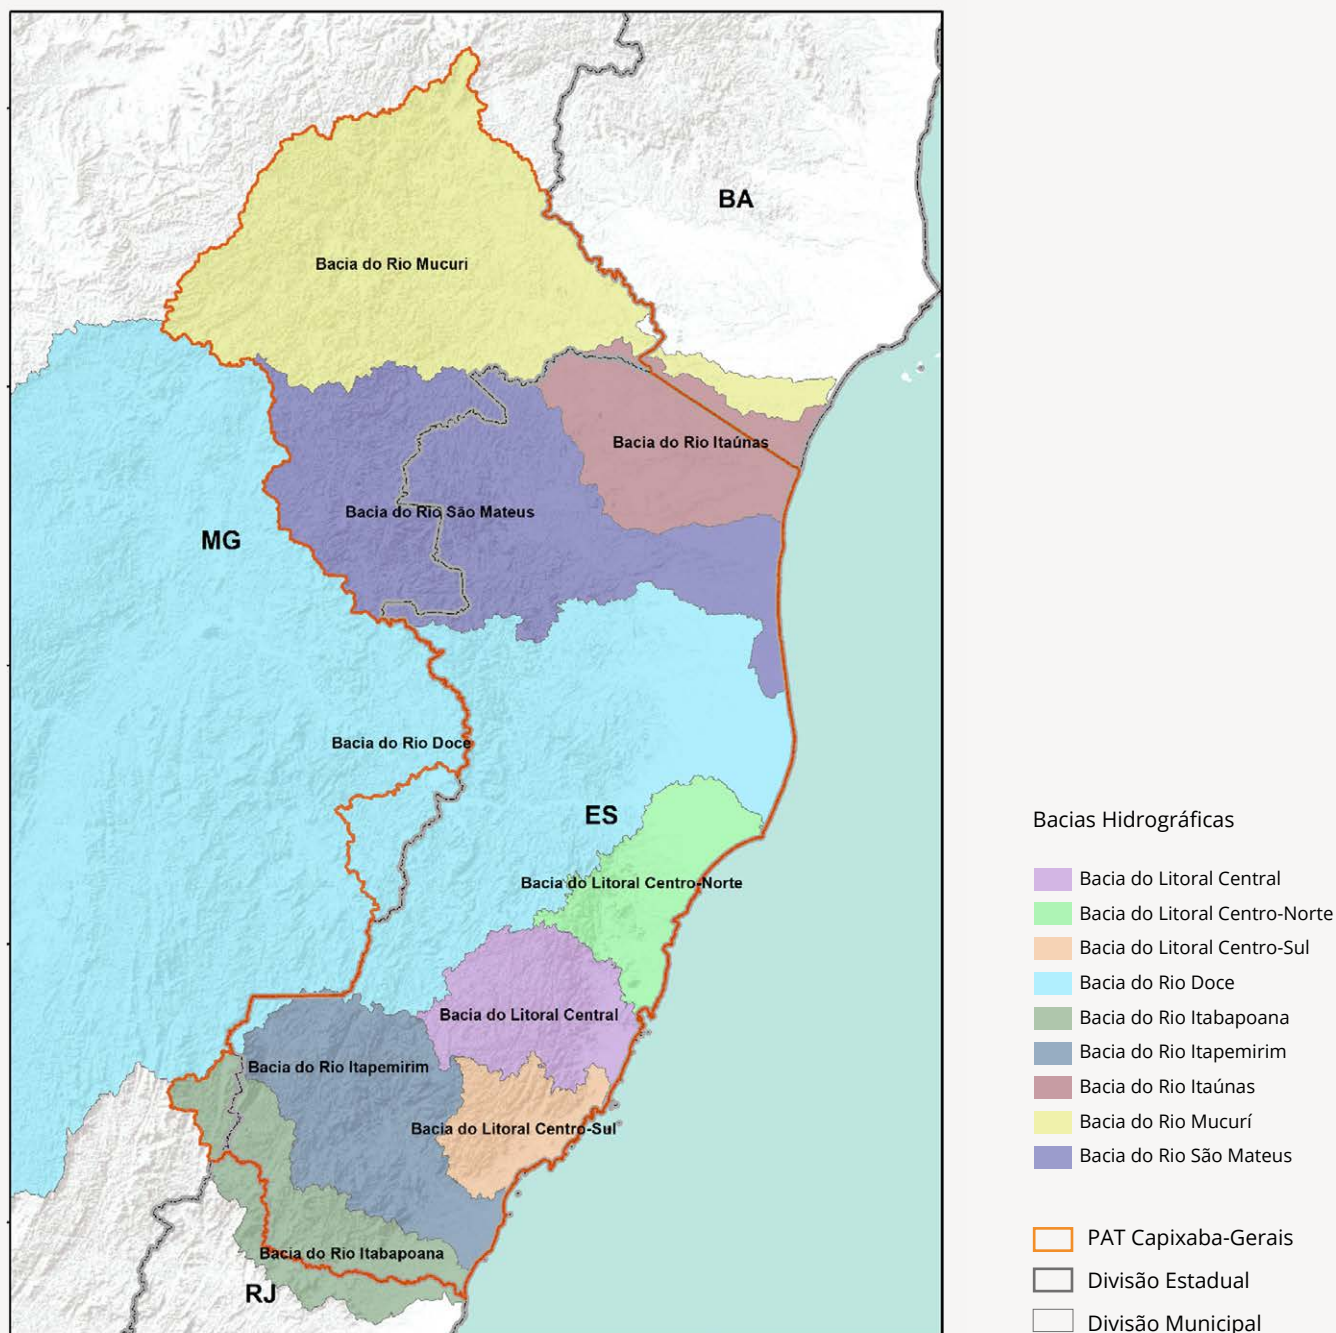 BA
Bacia do Rio Mucuri
Bacia do Rio Itaúnas
Bacia do Rio São Mateus
MG
Bacia do Rio Doce
ES
Bacia do Litoral Centro-Norte
Bacia do Litoral Central
Bacia do Rio Itapemirim
Bacia do Litoral Centro-Sul
Bacia do Rio Itabapoana
RJ
Bacias Hidrográficas
Bacia do Litoral Central
Bacia do Litoral Centro-Norte
Bacia do Litoral Centro-Sul
Bacia do Rio Doce
Bacia do Rio Itabapoana
Bacia do Rio Itapemirim
Bacia do Rio Itaúnas
Bacia do Rio Mucurí
Bacia do Rio São Mateus
PAT Capixaba-Gerais
Divisão Estadual
Divisão Municipal